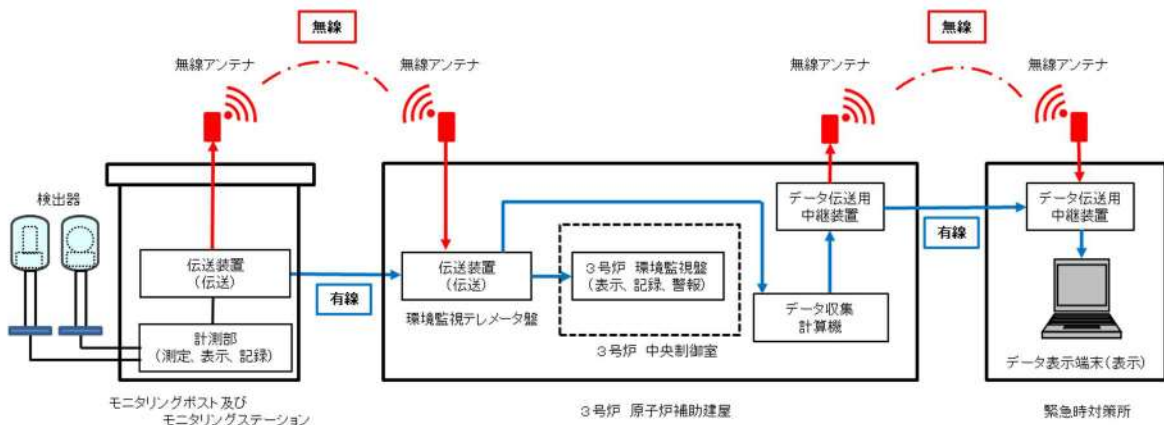 無線
無線
無線アンテナ
無線アンテナ
無線アンテナ
無線アンテナ
検出器
伝送装置
(伝送)
有線
計測部
(測定、表示、記録)
モニタリングポスト及び
モニタリングステーション
伝送装置
(伝送)
環境監視テレメータ盤
3号炉 環境監視盤
(表示、記録、警報)
3号炉 中央制御室
データ伝送用
中継装置
データ収集
計算機
3号炉 原子炉補助建屋
有線
データ伝送用
中継装置
データ表示端末(表示)
緊急時対策所